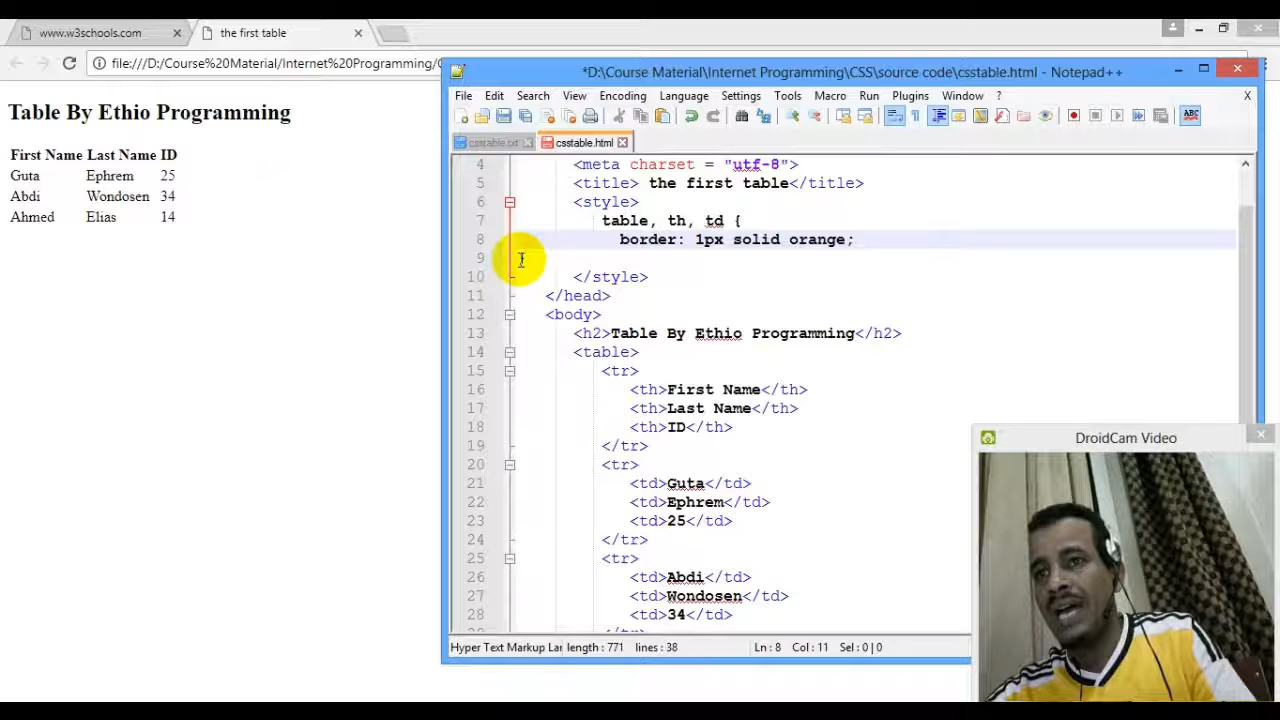 www.w3schools.com
the first table
file:///D:/Course%20Material/Internet%20Programming/
Table By Ethio Programming
First Name Last Name ID
Guta Ephrem 25
Abdi Wondosen 34
Ahmed Elias 14
*D:\Course Material\Internet Programming\CSS\source code\csstable.html - Notepad++
File Edit Search View Encoding Language Settings Tools Macro Run Plugins Window ? X
csstable.txt csstable.html
4 <meta charset = "utf-8">
5 <title> the first table</title>
6 <style>
7 table, th, td {
8 border: 1px solid orange;
9
10 </style>
11 </head>
12 <body>
13 <h2>Table By Ethio Programming</h2>
14 <table>
15 <tr>
16 <th>First Name</th>
17 <th>Last Name</th>
18 <th>ID</th>
19 </tr>
20 <tr>
21 <td>Guta</td>
22 <td>Ephrem</td>
23 <td>25</td>
24 </tr>
25 <tr>
26 <td>Abdi</td>
27 <td>Wondosen</td>
28 <td>34</td>
Hyper Text Markup Lar length : 771 lines : 38 Ln : 8 Col : 11 Sel : 0 | 0
DroidCam Video